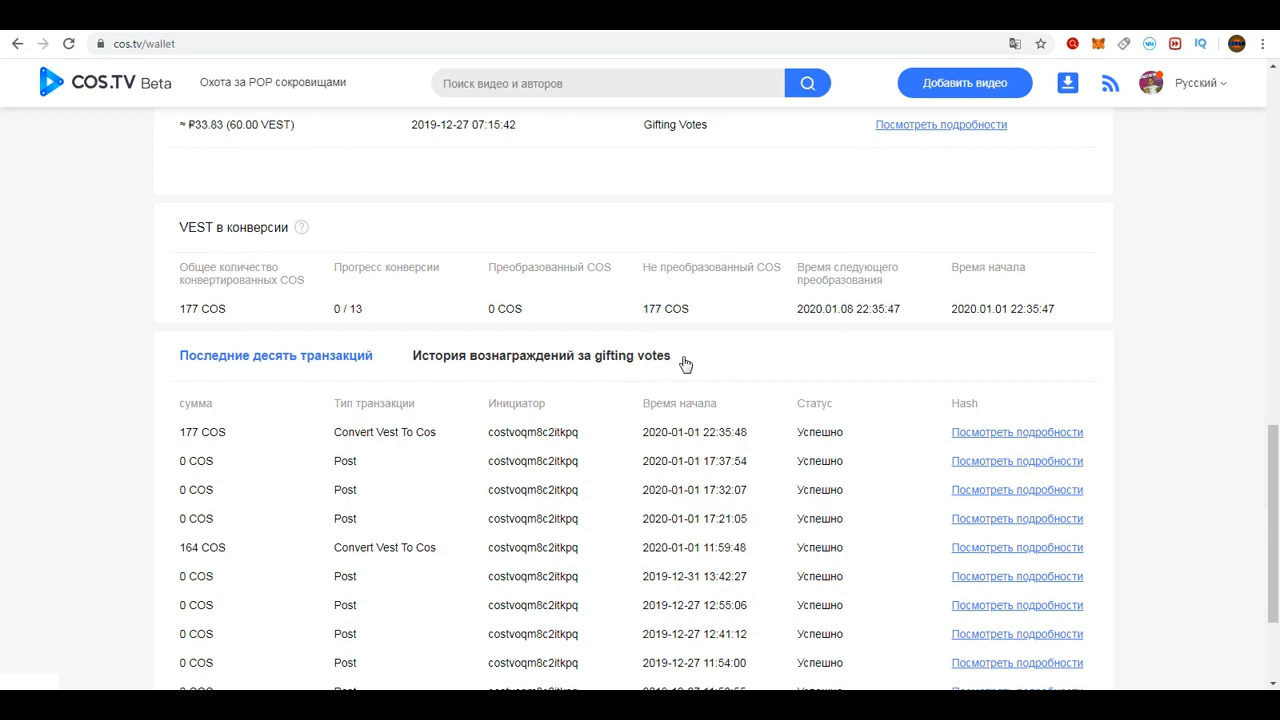 cos.tv/wallet
COS.TV Beta
Охота за POP сокровищами
Поиск видео и авторов
Добавить видео
Русский
≈ ₽33.83 (60.00 VEST) 2019-12-27 07:15:42 Gifting Votes Посмотреть подробности
VEST в конверсии ?
Общее количество конвертированных COS Прогресс конверсии Преобразованный COS Не преобразованный COS Время следующего преобразования Время начала
177 COS 0 / 13 0 COS 177 COS 2020.01.08 22:35:47 2020.01.01 22:35:47
Последние десять транзакций История вознаграждений за gifting votes
сумма Тип транзакции Инициатор Время начала Статус Hash
177 COS Convert Vest To Cos costvoqm8c2itkpq 2020-01-01 22:35:48 Успешно Посмотреть подробности
0 COS Post costvoqm8c2itkpq 2020-01-01 17:37:54 Успешно Посмотреть подробности
0 COS Post costvoqm8c2itkpq 2020-01-01 17:32:07 Успешно Посмотреть подробности
0 COS Post costvoqm8c2itkpq 2020-01-01 17:21:05 Успешно Посмотреть подробности
164 COS Convert Vest To Cos costvoqm8c2itkpq 2020-01-01 11:59:48 Успешно Посмотреть подробности
0 COS Post costvoqm8c2itkpq 2019-12-31 13:42:27 Успешно Посмотреть подробности
0 COS Post costvoqm8c2itkpq 2019-12-27 12:55:06 Успешно Посмотреть подробности
0 COS Post costvoqm8c2itkpq 2019-12-27 12:41:12 Успешно Посмотреть подробности
0 COS Post costvoqm8c2itkpq 2019-12-27 11:54:00 Успешно Посмотреть подробности